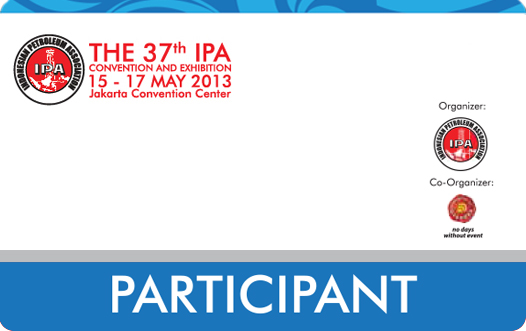 THE 37th IPA
CONVENTION AND EXHIBITION
15 - 17 MAY 2013
Jakarta Convention Center
INDONESIAN PETROLEUM ASSOCIATION
IPA
Organizer:
INDONESIAN PETROLEUM ASSOCIATION
IPA
Co-Organizer:
no days
without event
PARTICIPANT